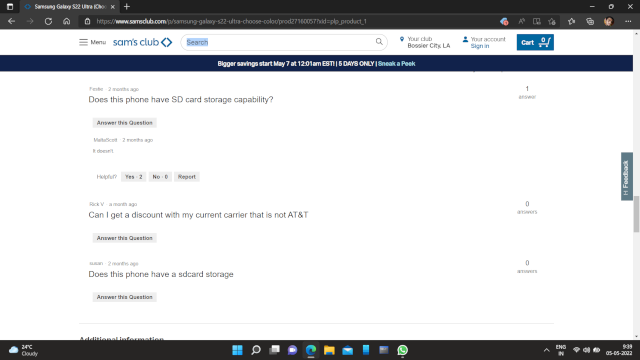 Samsung Galaxy S22 Ultra (Cho
https://www.samsclub.com/p/samsung-galaxy-s22-ultra-choose-color/prod27160057?xid=plp_product_1
Menu
sam's club
Search
Your club
Bossier City, LA
Your account
Sign in
Cart
0
Bigger savings start May 7 at 12:01am EST! | 5 DAYS ONLY | Sneak a Peek
2 months ago
Does this phone have SD card storage capability?
1
answer
Answer this Question
MaliaScott 2 months ago
It doesn't.
Helpful?
Yes · 2
No · 0
Report
Rick V a month ago
Can I get a discount with my current carrier that is not AT&T
0
answers
Answer this Question
susan 2 months ago
Does this phone have a sdcard storage
0
answers
Answer this Question
Feedback
Additional information
24°C
Cloudy
ENG
IN
9:39
05-05-2022